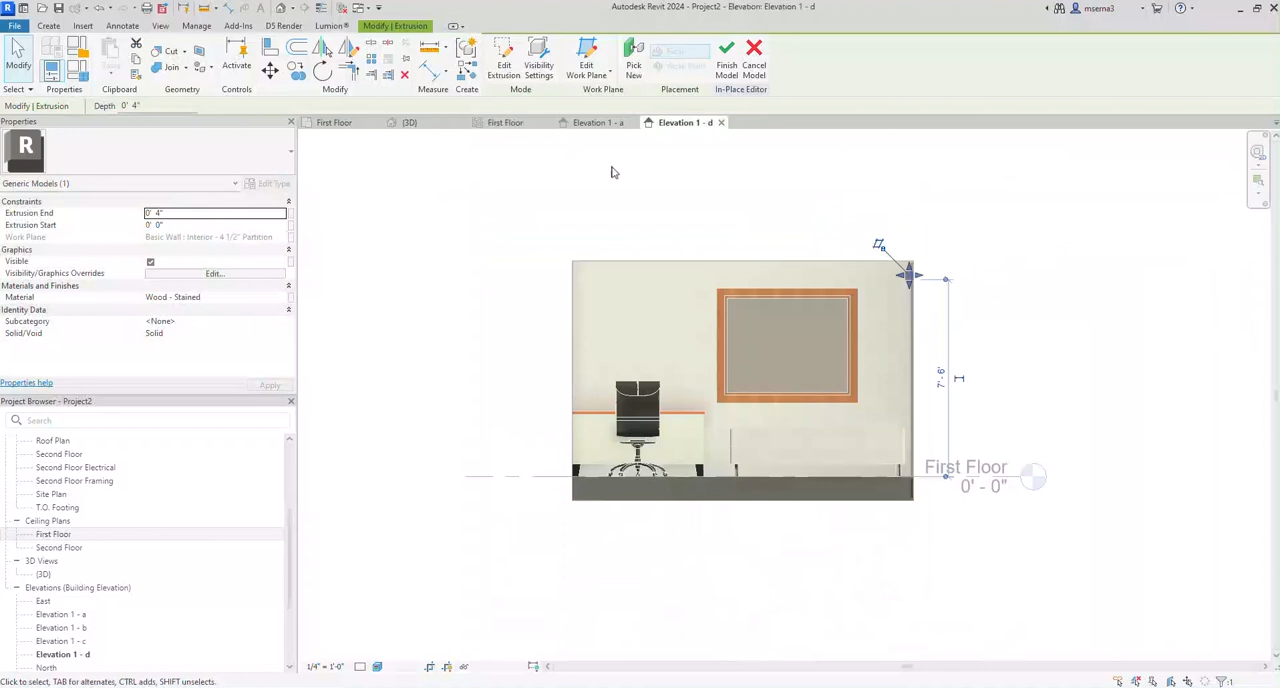 Autodesk Revit 2024 - Project2 - Elevation: Elevation 1 - d
mserna3
File Create Insert Annotate View Manage Add-Ins D5 Render Lumion® Modify | Extrusion
Cut
Join
Modify
Activate
Edit Extrusion
Visibility Settings
Edit Work Plane
Pick New
Face
Finish Model
Cancel Model
Select Properties Clipboard Geometry Controls Modify Measure Create Mode Work Plane Placement In-Place Editor
Modify | Extrusion Depth 0' 4"
Properties
First Floor (3D) First Floor Elevation 1 - a Elevation 1 - d
R
Generic Models (1) Edit Type
Constraints
Extrusion End 0' 4"
Extrusion Start 0' 0"
Work Plane Basic Wall : Interior - 4 1/2" Partition
Graphics
Visible
Visibility/Graphics Overrides Edit...
Materials and Finishes
Material Wood - Stained
Identity Data
Subcategory <None>
Solid/Void Solid
Properties help Apply
Project Browser - Project2
Search
Roof Plan
Second Floor
Second Floor Electrical
Second Floor Framing
Site Plan
T.O. Footing
Ceiling Plans
First Floor
Second Floor
3D Views
(3D)
Elevations (Building Elevation)
East
Elevation 1 - a
Elevation 1 - b
Elevation 1 - c
Elevation 1 - d
North
7' - 6"
First Floor
0' - 0"
1/4" = 1'-0"
Click to select, TAB for alternates, CTRL adds, SHIFT unselects.
:1